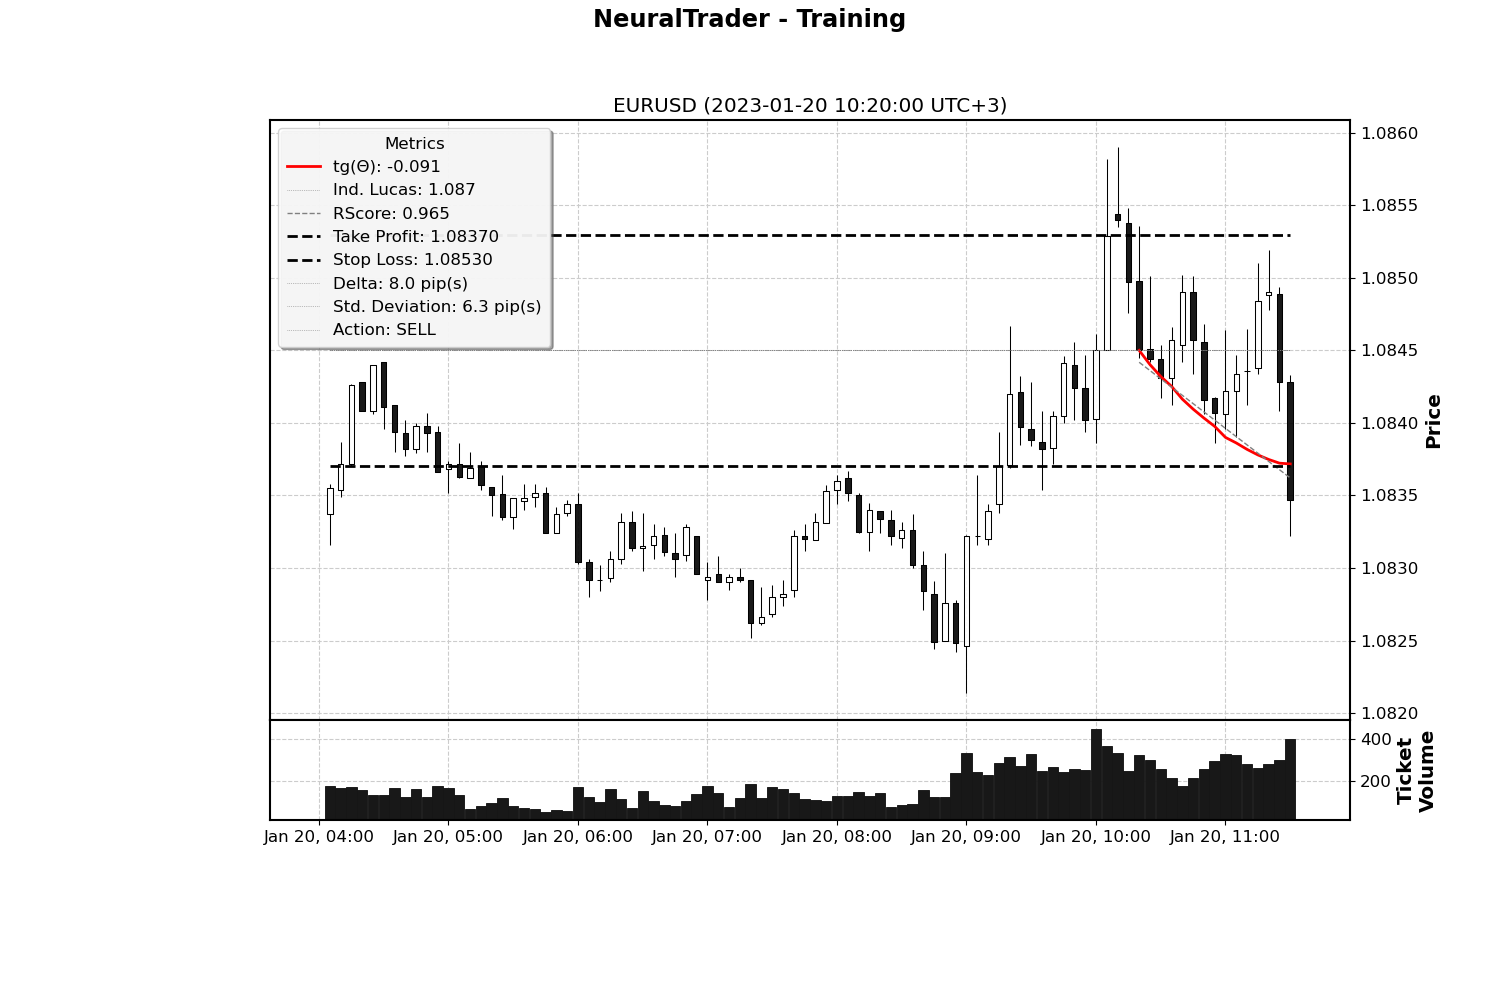 NeuralTrader - Training
EURUSD (2023-01-20 10:20:00 UTC+3)
Metrics
tg(Θ): -0.091
Ind. Lucas: 1.087
RScore: 0.965
Take Profit: 1.08370
Stop Loss: 1.08530
Delta: 8.0 pip(s)
Std. Deviation: 6.3 pip(s)
Action: SELL
1.0860
1.0855
1.0850
1.0845
1.0840
1.0835
1.0830
1.0825
1.0820
Price
400
200
Ticket
Volume
Jan 20, 04:00
Jan 20, 05:00
Jan 20, 06:00
Jan 20, 07:00
Jan 20, 08:00
Jan 20, 09:00
Jan 20, 10:00
Jan 20, 11:00